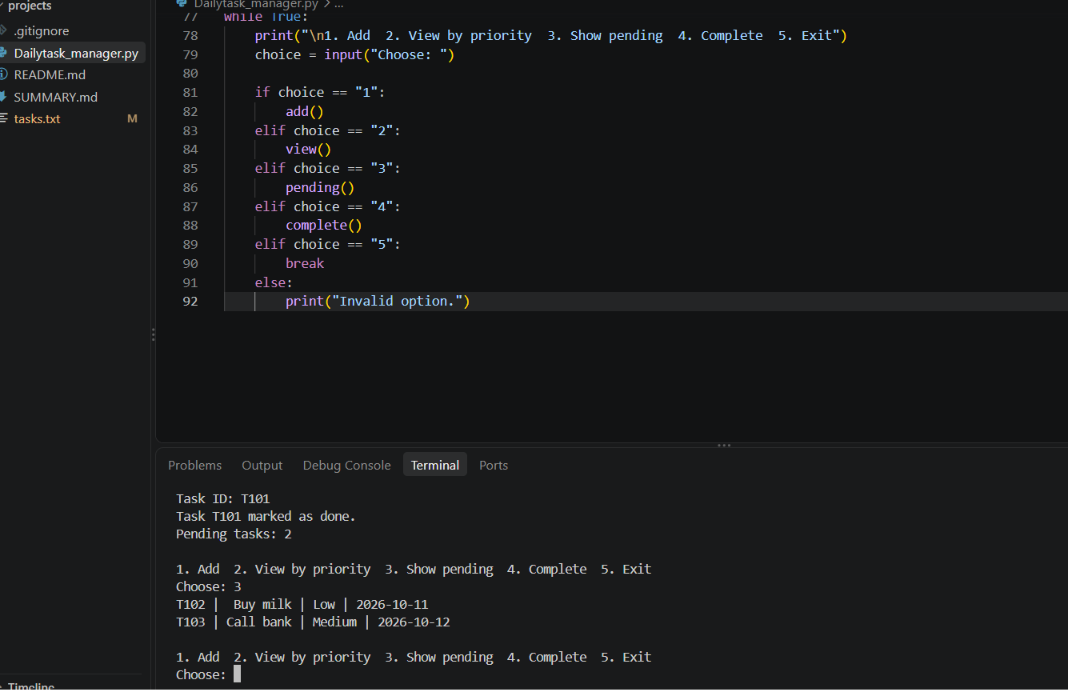 projects
.gitignore
Dailytask_manager.py
README.md
SUMMARY.md
tasks.txt M
Dailytask_manager.py > ...
77 while True:
78 print("\n1. Add  2. View by priority  3. Show pending  4. Complete  5. Exit")
79 choice = input("Choose: ")
80
81 if choice == "1":
82 add()
83 elif choice == "2":
84 view()
85 elif choice == "3":
86 pending()
87 elif choice == "4":
88 complete()
89 elif choice == "5":
90 break
91 else:
92 print("Invalid option.")
Problems Output Debug Console Terminal Ports
Task ID: T101
Task T101 marked as done.
Pending tasks: 2
1. Add  2. View by priority  3. Show pending  4. Complete  5. Exit
Choose: 3
T102 |  Buy milk | Low | 2026-10-11
T103 | Call bank | Medium | 2026-10-12
1. Add  2. View by priority  3. Show pending  4. Complete  5. Exit
Choose:
Timeline